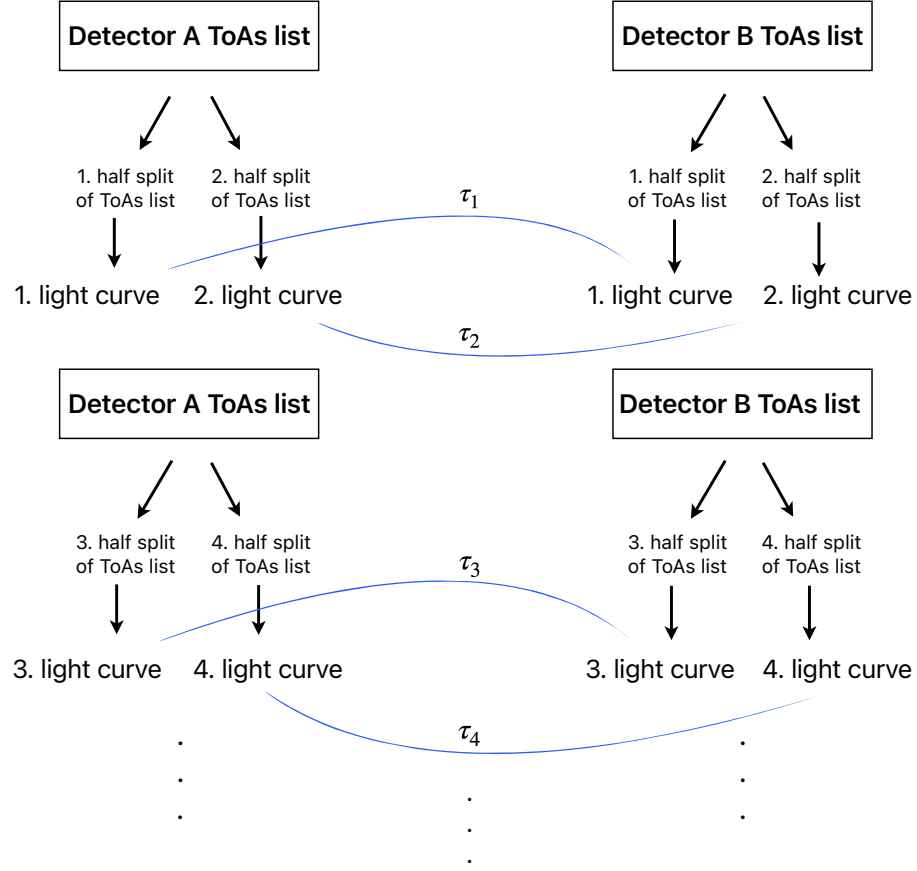 Detector A ToAs list
Detector B ToAs list
1. half split
of ToAs list
2. half split
of ToAs list
1. half split
of ToAs list
2. half split
of ToAs list
τ1
1. light curve
2. light curve
1. light curve
2. light curve
τ2
Detector A ToAs list
Detector B ToAs list
3. half split
of ToAs list
4. half split
of ToAs list
3. half split
of ToAs list
4. half split
of ToAs list
τ3
3. light curve
4. light curve
3. light curve
4. light curve
τ4